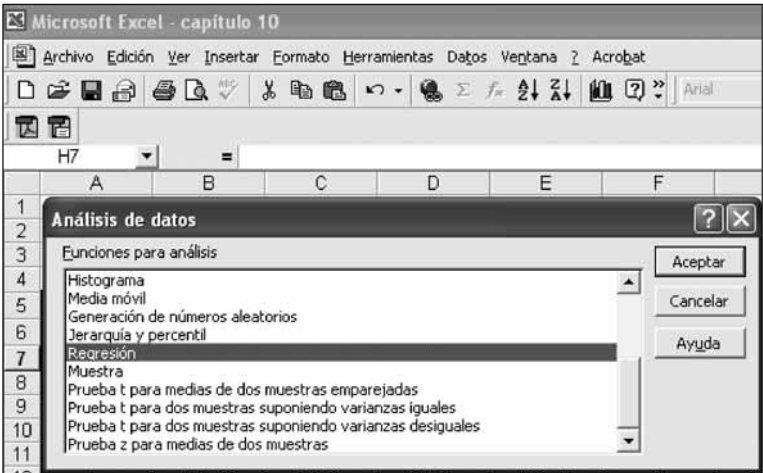 Microsoft Excel - capítulo 10
Archivo Edición Ver Insertar Formato Herramientas Datos Ventana ? Acrobat
Arial
H7 =
A B C D E F
1
2
3
4
5
6
7
8
9
10
11
Análisis de datos
Funciones para análisis
Histograma
Media móvil
Generación de números aleatorios
Jerarquía y percentil
Regresión
Muestra
Prueba t para medias de dos muestras emparejadas
Prueba t para dos muestras suponiendo varianzas iguales
Prueba t para dos muestras suponiendo varianzas desiguales
Prueba z para medias de dos muestras
Aceptar
Cancelar
Ayuda